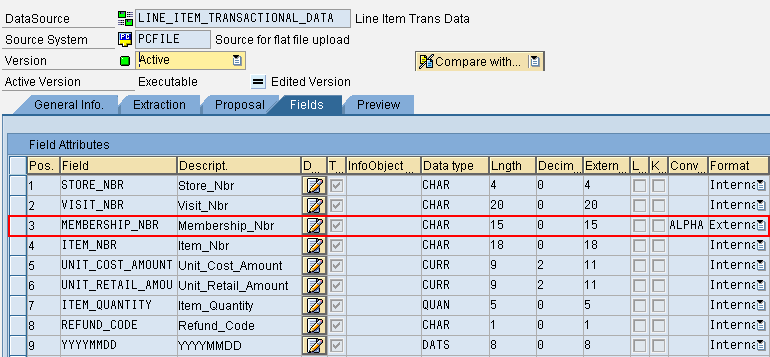 DataSource LINE_ITEM_TRANSACTIONAL_DATA Line Item Trans Data
Source System PCFILE Source for flat file upload
Version Active Compare with...
Active Version Executable Edited Version
General Info. Extraction Proposal Fields Preview
Field Attributes
Pos. Field Descript. D... T... InfoObject Data type Lngth Decim... Extern... L... K... Conv... Format
1 STORE_NBR Store_Nbr CHAR 4 0 4 Interna
2 VISIT_NBR Visit_Nbr CHAR 20 0 20 Interna
3 MEMBERSHIP_NBR Membership_Nbr CHAR 15 0 15 ALPHA Externa
4 ITEM_NBR Item_Nbr CHAR 18 0 18 Interna
5 UNIT_COST_AMOUNT Unit_Cost_Amount CURR 9 2 11 Interna
6 UNIT_RETAIL_AMOU Unit_Retail_Amount CURR 9 2 11 Interna
7 ITEM_QUANTITY Item_Quantity QUAN 5 0 5 Interna
8 REFUND_CODE Refund_Code CHAR 1 0 1 Interna
9 YYYYMMDD YYYYMMDD DATS 8 0 8 Interna